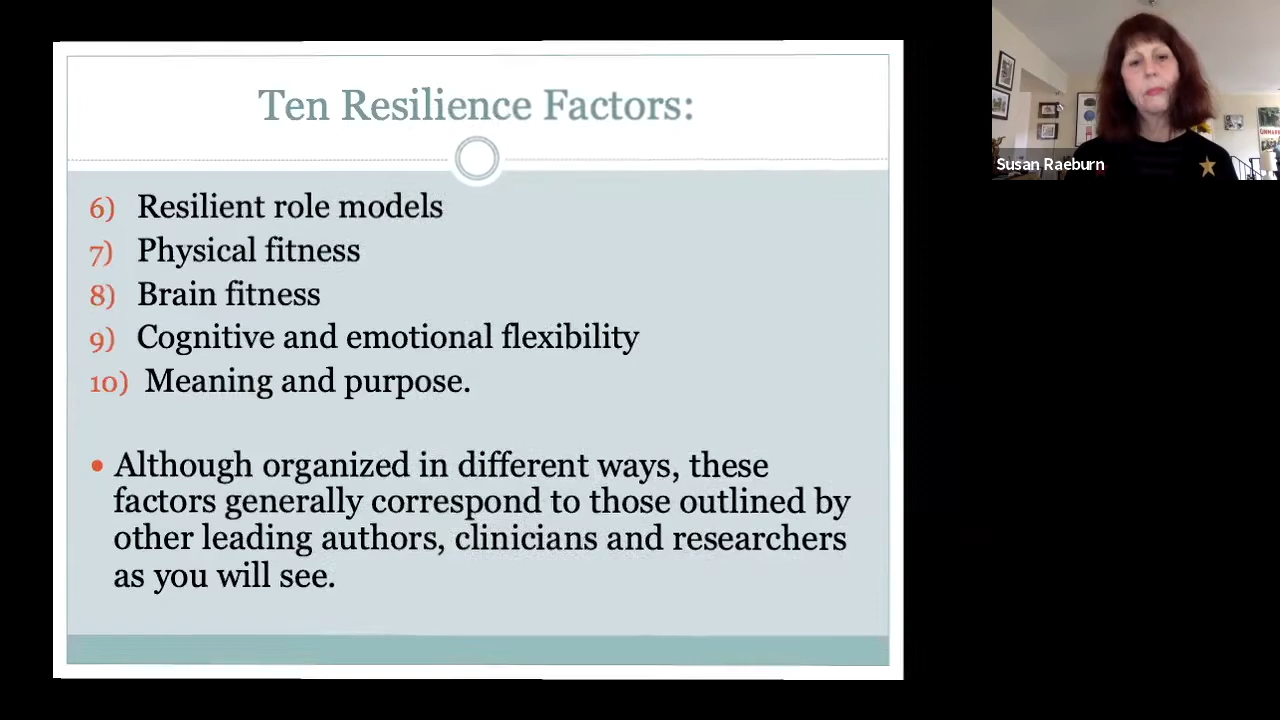 Ten Resilience Factors:
6) Resilient role models
7) Physical fitness
8) Brain fitness
9) Cognitive and emotional flexibility
10) Meaning and purpose.
• Although organized in different ways, these
factors generally correspond to those outlined by
other leading authors, clinicians and researchers
as you will see.
Susan Raeburn